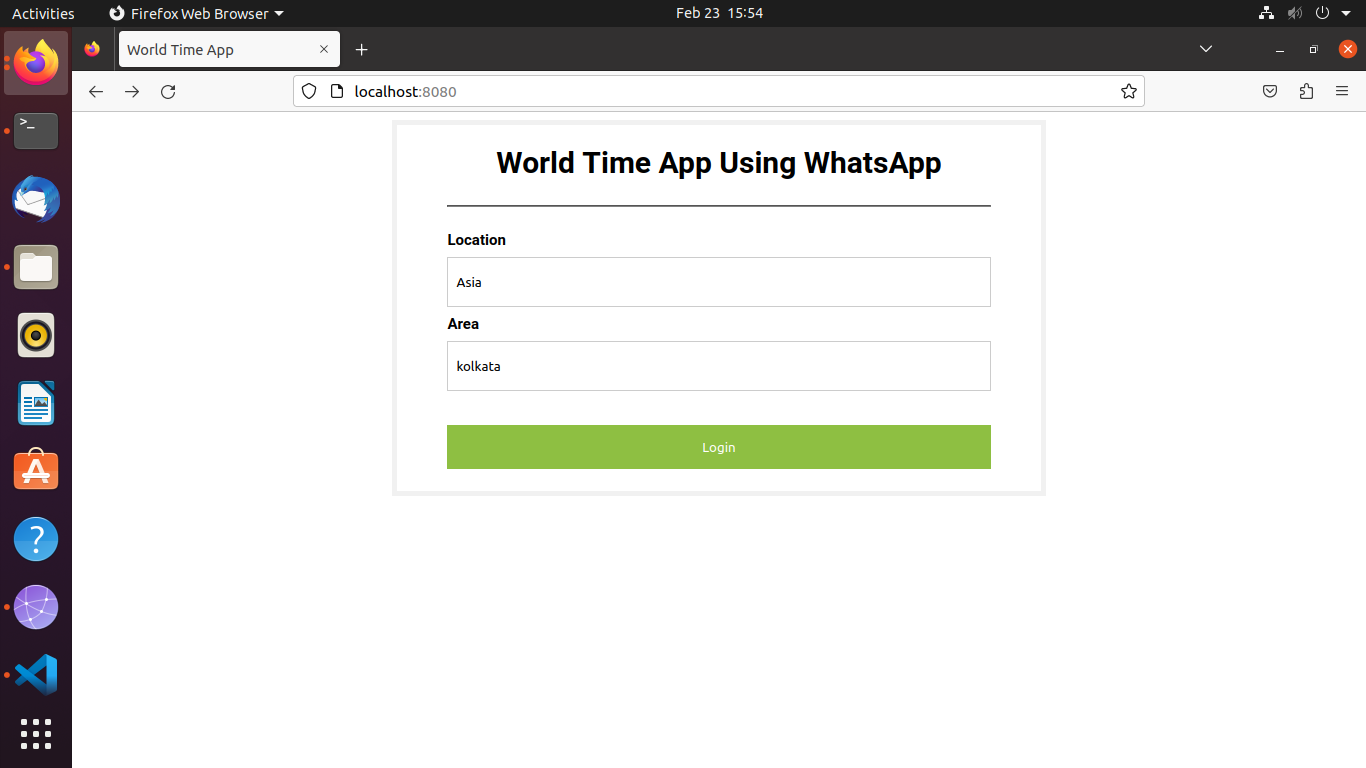 Activities Firefox Web Browser Feb 23 15:54
World Time App
localhost:8080
World Time App Using WhatsApp
Location
Asia
Area
kolkata
Login